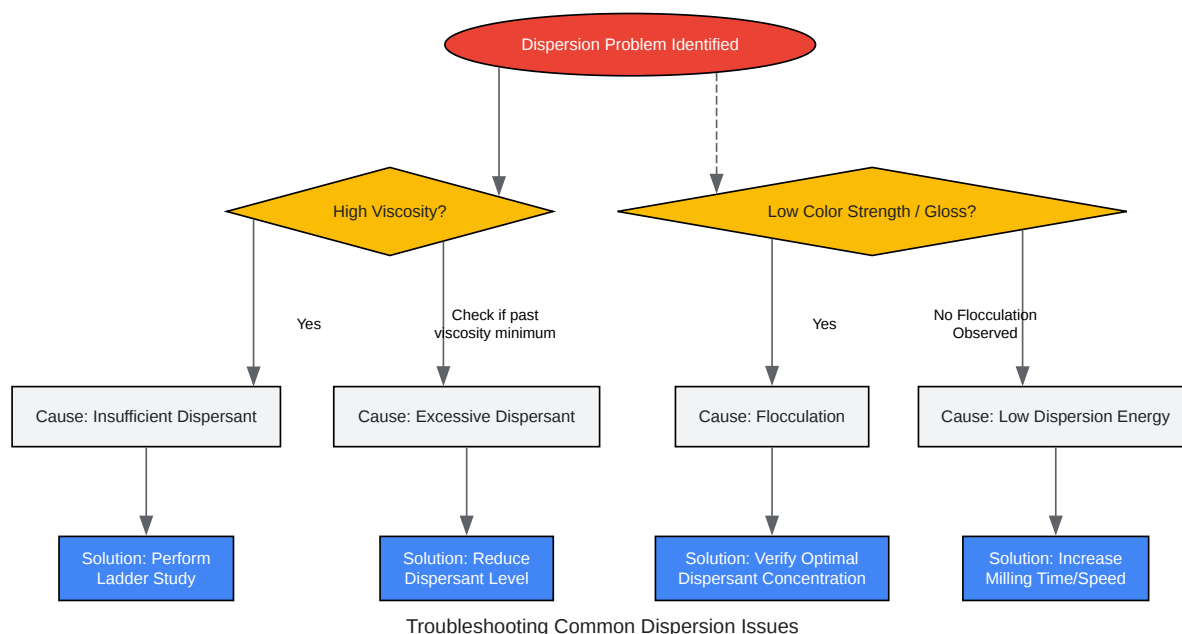 Dispersion Problem Identified
High Viscosity?
Low Color Strength / Gloss?
Yes
Check if past
viscosity minimum
Yes
No Flocculation
Observed
Cause: Insufficient Dispersant
Cause: Excessive Dispersant
Cause: Flocculation
Cause: Low Dispersion Energy
Solution: Perform
Ladder Study
Solution: Reduce
Dispersant Level
Solution: Verify Optimal
Dispersant Concentration
Solution: Increase
Milling Time/Speed
Troubleshooting Common Dispersion Issues